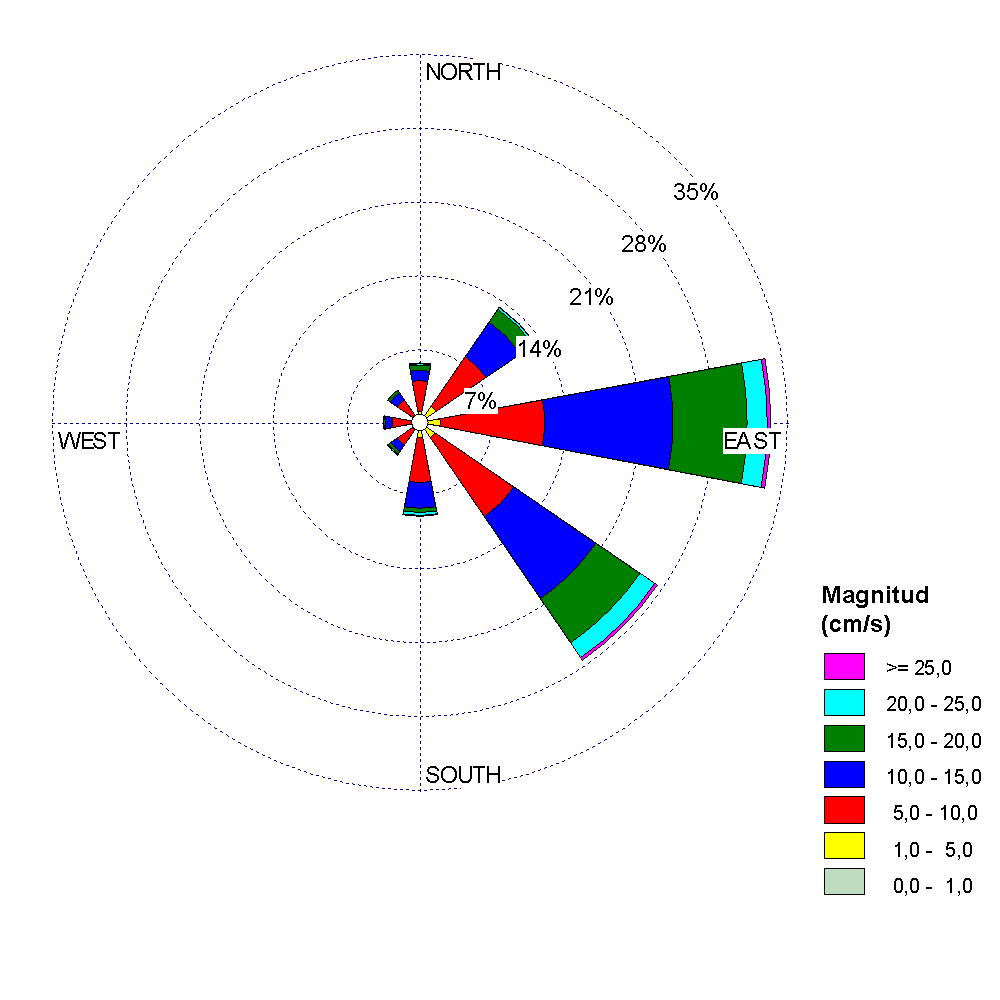 NORTH
35%
28%
21%
14%
7%
WEST
EAST
SOUTH
Magnitud
(cm/s)
>= 25,0
20,0 - 25,0
15,0 - 20,0
10,0 - 15,0
5,0 - 10,0
1,0 - 5,0
0,0 - 1,0